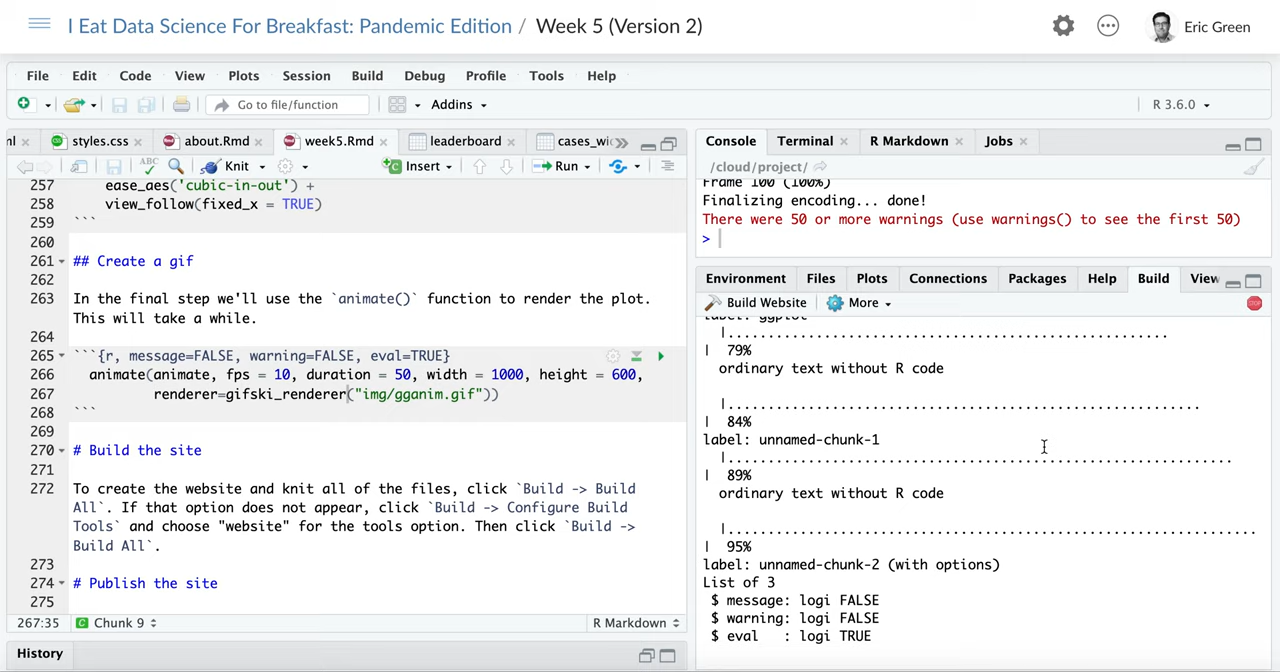 I Eat Data Science For Breakfast: Pandemic Edition / Week 5 (Version 2)
Eric Green
File Edit Code View Plots Session Build Debug Profile Tools Help
Go to file/function
Addins
R 3.6.0
styles.css
about.Rmd
week5.Rmd
leaderboard
cases_wi
Knit
Insert
Run
257 ease_aes('cubic-in-out') +
258 view_follow(fixed_x = TRUE)
259 ```
260
261 ## Create a gif
262
263 In the final step we'll use the `animate()` function to render the plot.
This will take a while.
264
265 ```{r, message=FALSE, warning=FALSE, eval=TRUE}
266 animate(animate, fps = 10, duration = 50, width = 1000, height = 600,
267 renderer=gifski_renderer("img/gganim.gif"))
268 ```
269
270 # Build the site
271
272 To create the website and knit all of the files, click `Build -> Build
All`. If that option does not appear, click `Build -> Configure Build
Tools` and choose "website" for the tools option. Then click `Build ->
Build All`.
273
274 # Publish the site
275
267:35 Chunk 9 R Markdown
History
Console Terminal R Markdown Jobs
/cloud/project/
Frame 100 (100%)
Finalizing encoding... done!
There were 50 or more warnings (use warnings() to see the first 50)
>
Environment Files Plots Connections Packages Help Build View
Build Website More
label: ggplot
|..................................................................
| 79%
ordinary text without R code
|......................................................................
| 84%
label: unnamed-chunk-1
|..........................................................................
| 89%
ordinary text without R code
|.............................................................................
| 95%
label: unnamed-chunk-2 (with options)
List of 3
$ message: logi FALSE
$ warning: logi FALSE
$ eval : logi TRUE